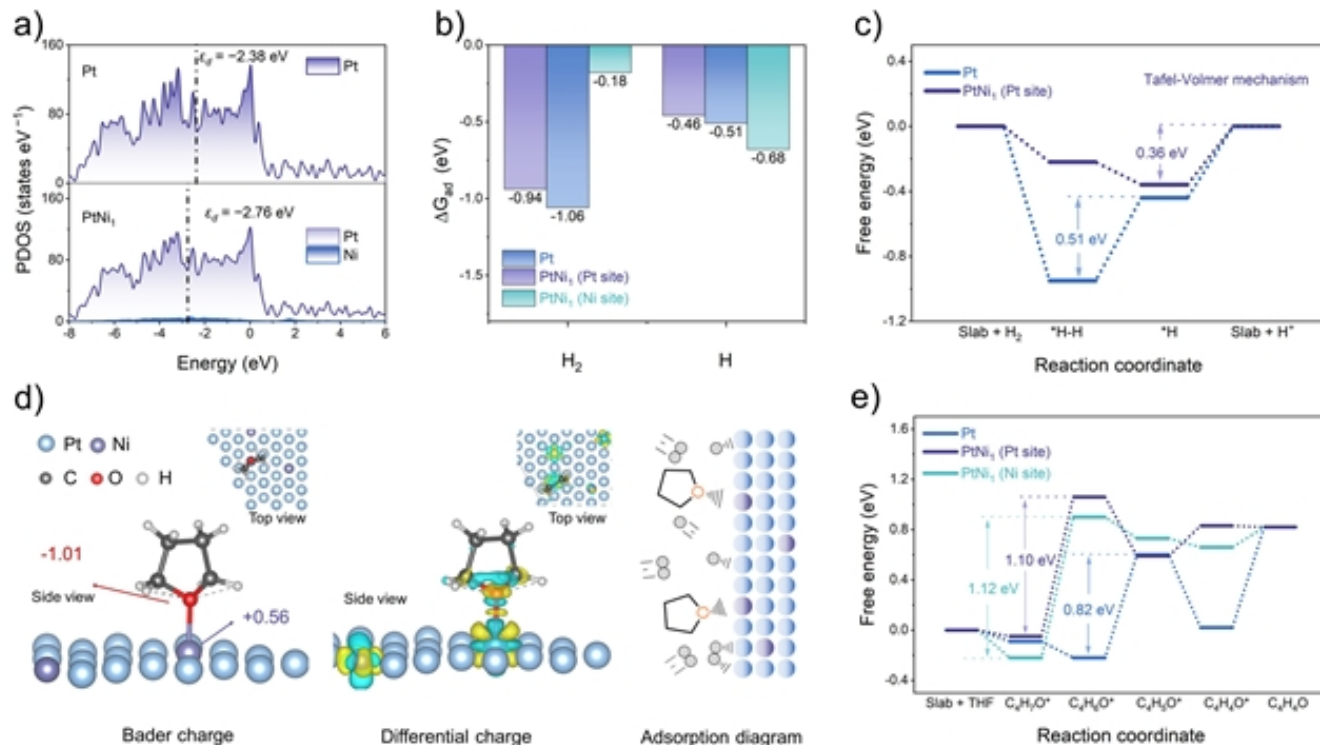 a)
PDOS (states eV⁻¹)
160
80
0
160
80
0
Pt
εd = −2.38 eV
Pt
PtNi₁
εd = −2.76 eV
Pt
Ni
-8
-6
-4
-2
0
2
4
6
Energy (eV)
b)
ΔGad (eV)
0.0
-0.5
-1.0
-1.5
-0.94
-1.06
-0.18
-0.46
-0.51
-0.68
Pt
PtNi₁ (Pt site)
PtNi₁ (Ni site)
H₂
H
c)
Free energy (eV)
0.4
0.0
-0.4
-0.8
-1.2
Pt
PtNi₁ (Pt site)
Tafel-Volmer mechanism
0.36 eV
0.51 eV
Slab + H₂
*H-H
*H
Slab + H⁺
Reaction coordinate
d)
Pt
Ni
C
O
H
Top view
-1.01
Side view
+0.56
Bader charge
Top view
Side view
Differential charge
Adsorption diagram
e)
Free energy (eV)
1.6
1.2
0.8
0.4
0.0
-0.4
Pt
PtNi₁ (Pt site)
PtNi₁ (Ni site)
1.12 eV
1.10 eV
0.82 eV
Slab + THF
C₄H₇O*
C₄H₆O*
C₄H₅O*
C₄H₄O*
C₄H₄O
Reaction coordinate